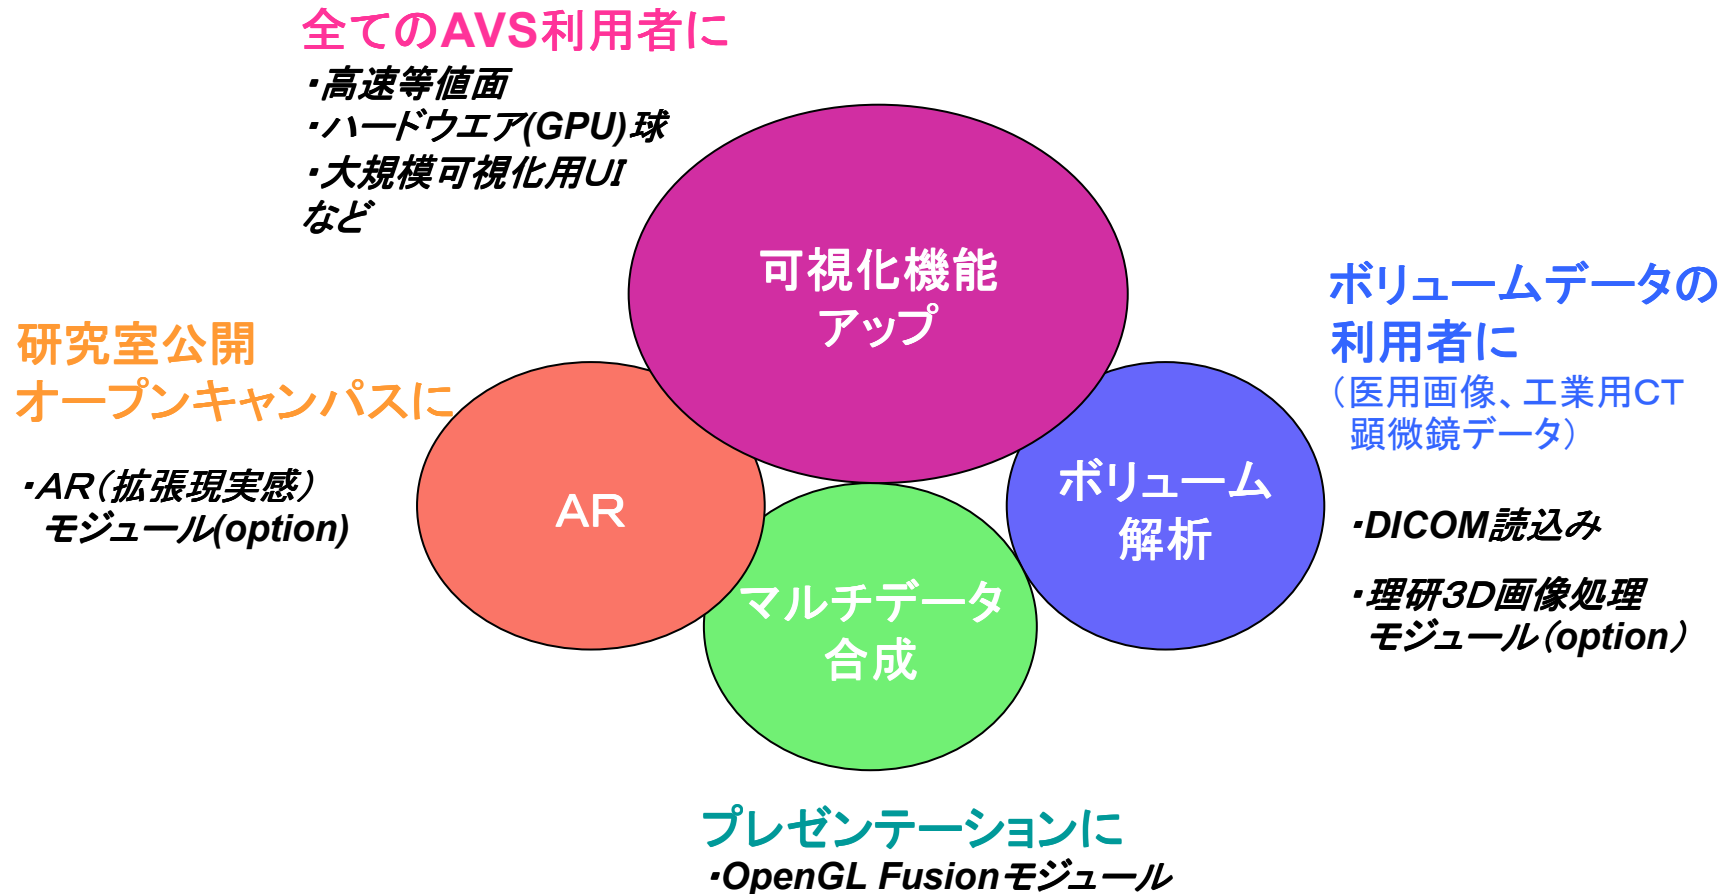 全てのAVS利用者に
・高速等値面
・ハードウエア(GPU)球
・大規模可視化用UI
など
可視化機能
アップ
研究室公開
オープンキャンパスに
・AR（拡張現実感）
モジュール(option)
AR
ボリュームデータの
利用者に
（医用画像、工業用CT
顕微鏡データ）
ボリューム
解析
・DICOM読込み
・理研３D画像処理
モジュール（option）
マルチデータ
合成
プレゼンテーションに
・OpenGL Fusionモジュール